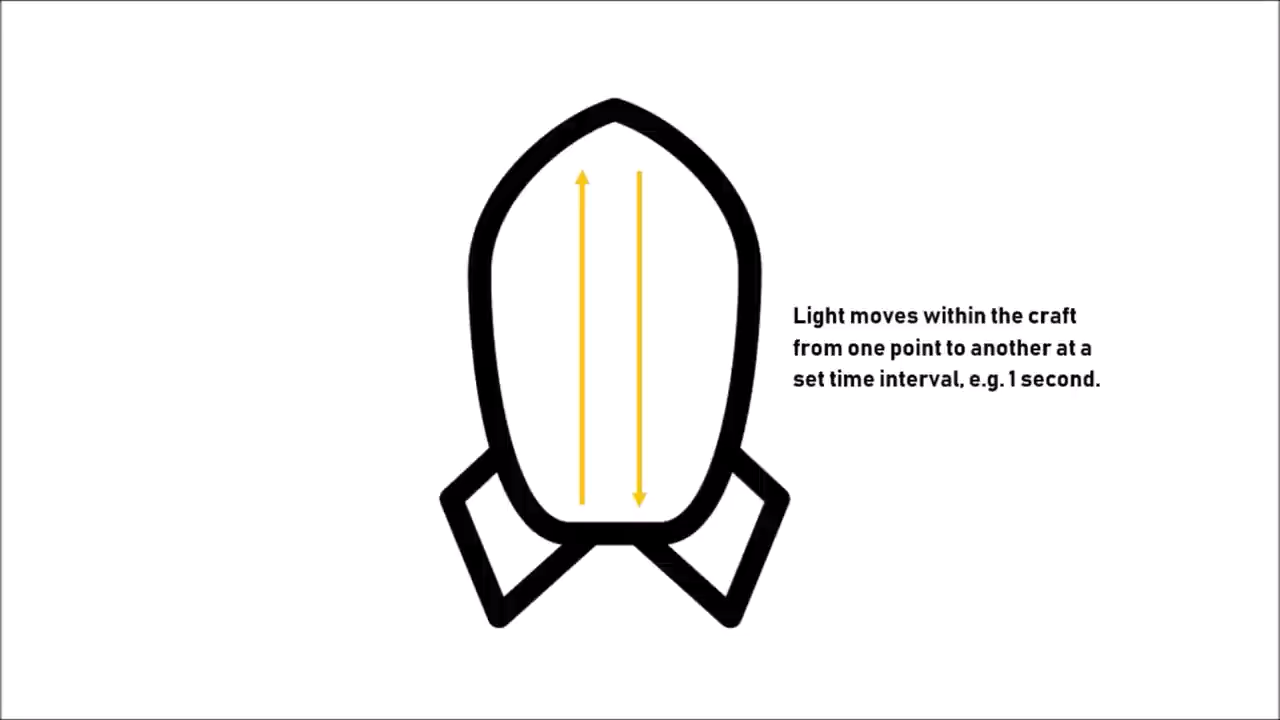 Light moves within the craft
from one point to another at a
set time interval, e.g. 1 second.